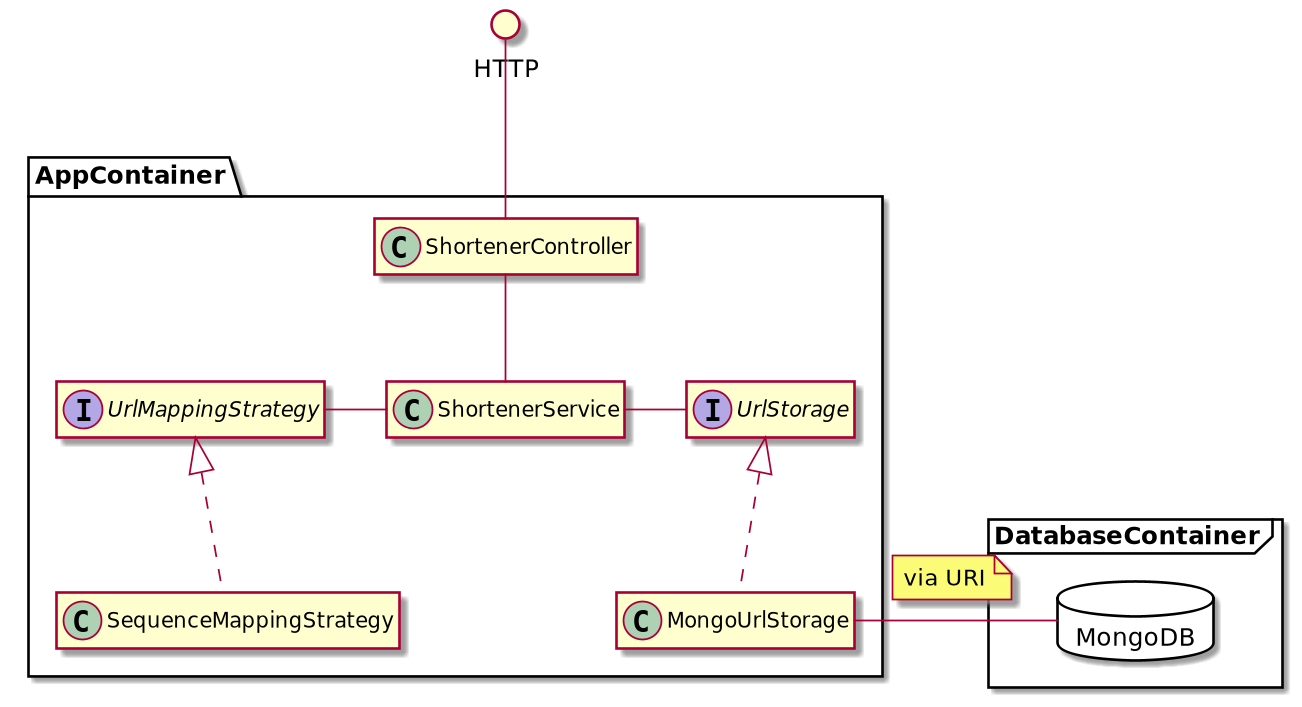 HTTP
AppContainer
C ShortenerController
I UrlMappingStrategy
C ShortenerService
I UrlStorage
DatabaseContainer
via URI
C SequenceMappingStrategy
C MongoUrlStorage
MongoDB